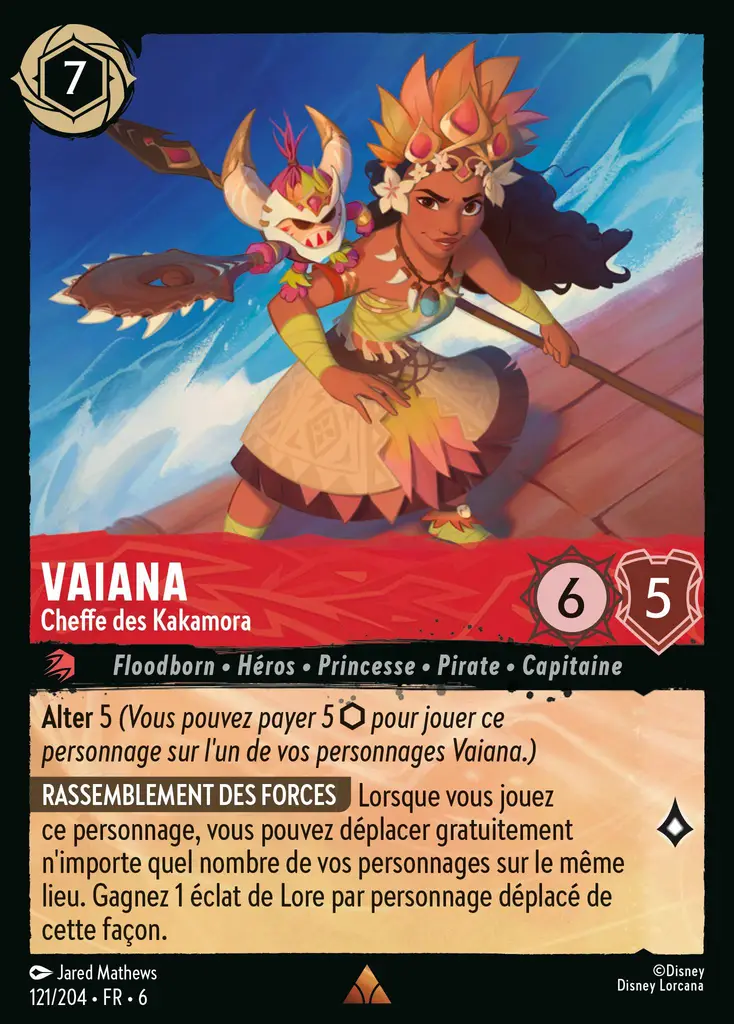 7
VAIANA
Cheffe des Kakamora
6
5
Floodborn • Héros • Princesse • Pirate • Capitaine
Alter 5 (Vous pouvez payer 5 ⬡ pour jouer ce
personnage sur l'un de vos personnages Vaiana.)
RASSEMBLEMENT DES FORCES Lorsque vous jouez
ce personnage, vous pouvez déplacer gratuitement
n'importe quel nombre de vos personnages sur le même
lieu. Gagnez 1 éclat de Lore par personnage déplacé de
cette façon.
Jared Mathews
121/204 • FR • 6
©Disney
Disney Lorcana